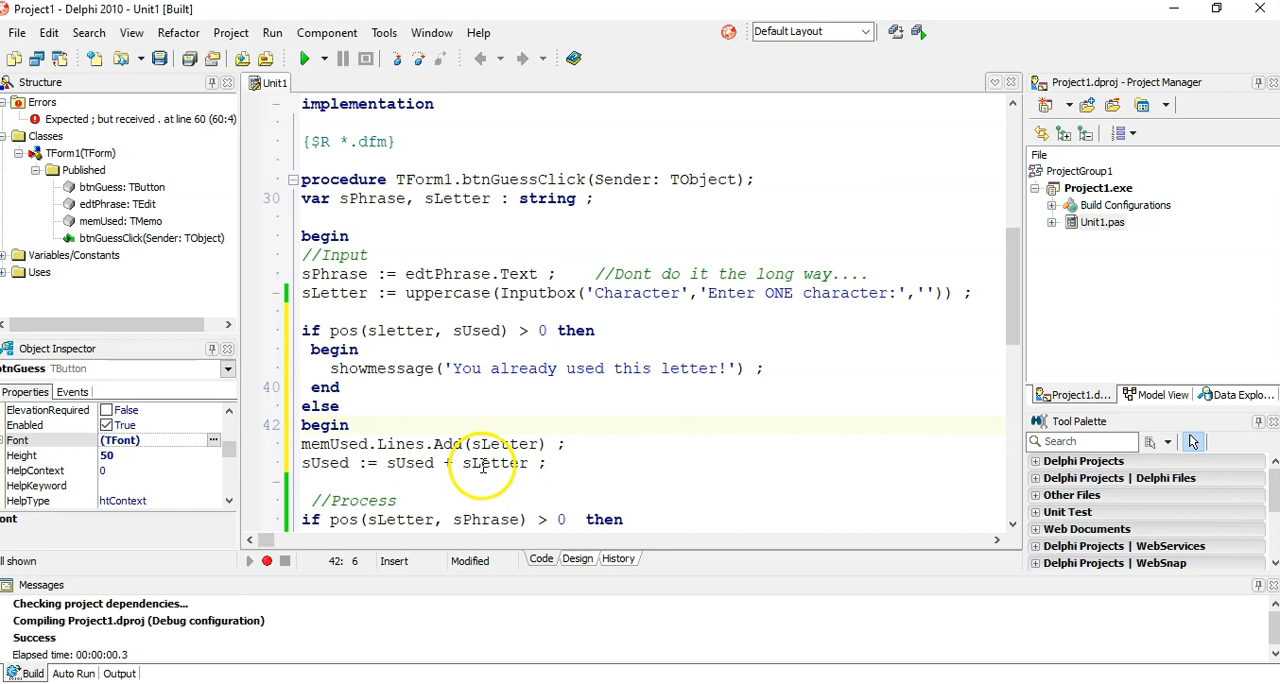 Project1 - Delphi 2010 - Unit1 [Built]
File Edit Search View Refactor Project Run Component Tools Window Help
Default Layout
Structure
Errors
Expected ; but received . at line 60 (60:4)
Classes
TForm1(TForm)
Published
btnGuess: TButton
edtPhrase: TEdit
memUsed: TMemo
btnGuessClick(Sender: TObject)
Variables/Constants
Uses
Object Inspector
tnGuess TButton
Properties Events
ElevationRequired False
Enabled True
Font (TFont)
Height 50
HelpContext 0
HelpKeyword
HelpType htContext
ont
ll shown
Unit1
implementation
{$R *.dfm}
procedure TForm1.btnGuessClick(Sender: TObject);
30 var sPhrase, sLetter : string ;
begin
//Input
sPhrase := edtPhrase.Text ; //Dont do it the long way....
sLetter := uppercase(Inputbox('Character','Enter ONE character:','')) ;
if pos(sletter, sUsed) > 0 then
begin
showmessage('You already used this letter!') ;
40 end
else
42 begin
memUsed.Lines.Add(sLetter) ;
sUsed := sUsed + sLetter ;
//Process
if pos(sLetter, sPhrase) > 0 then
42: 6 Insert Modified Code Design History
Project1.dproj - Project Manager
File
ProjectGroup1
Project1.exe
Build Configurations
Unit1.pas
Project1.d... Model View Data Explo...
Tool Palette
Search
Delphi Projects
Delphi Projects | Delphi Files
Other Files
Unit Test
Web Documents
Delphi Projects | WebServices
Delphi Projects | WebSnap
Messages
Checking project dependencies...
Compiling Project1.dproj (Debug configuration)
Success
Elapsed time: 00:00:00.3
Build Auto Run Output